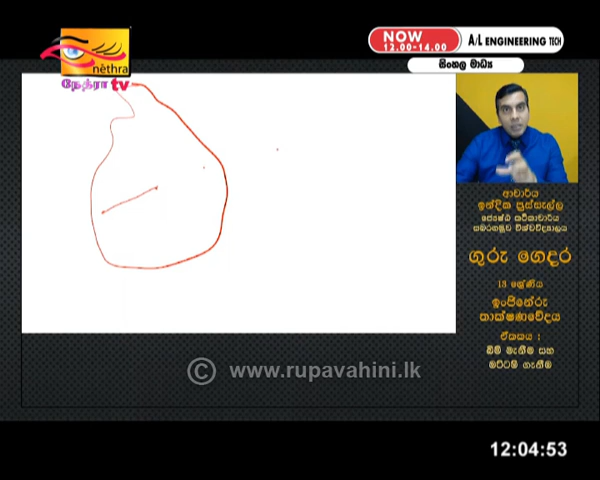 NOW
12.00-14.00
A/L ENGINEERING TECH
සිංහල මාධ්‍ය
nethra
நேத்ரா tv
ආචාර්ය
ඉන්දික පුස්සැල්ල
ජ්‍යෙෂ්ඨ කථිකාචාර්ය
සබරගමුව විශ්වවිද්‍යාලය
ගුරු ගෙදර
13 ශ්‍රේණිය
ඉංජිනේරු
තාක්ෂණවේදය
ඒකකය :
බිම් මැනීම සහ
මට්ටම් ගැනීම
© www.rupavahini.lk
12:04:53